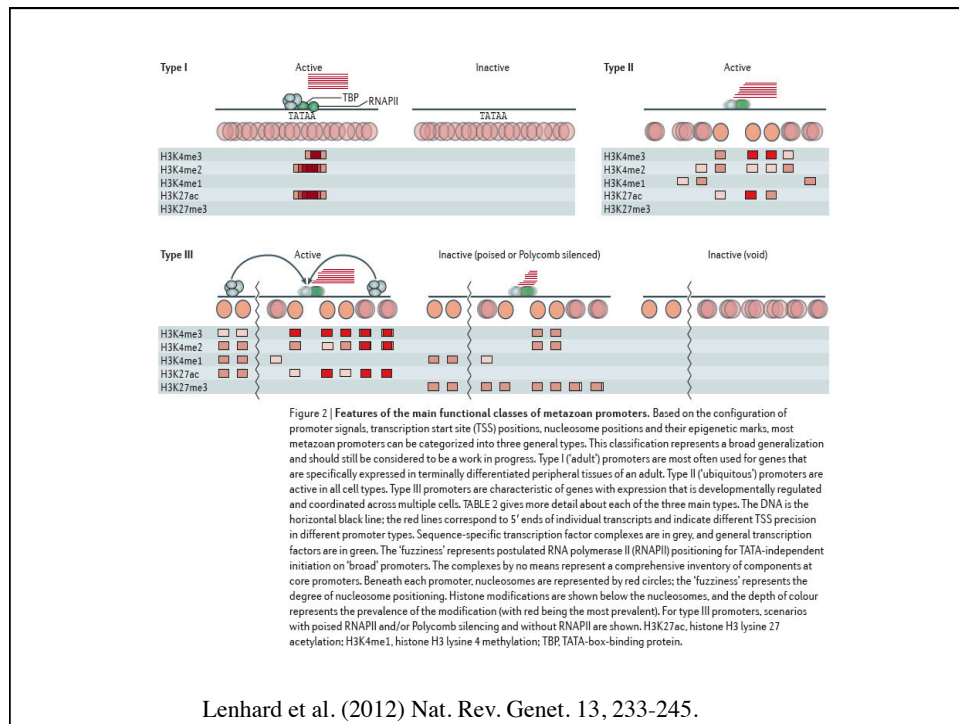 Type I Active Inactive Type II Active
TBP
RNAPII
TATAA TATAA
H3K4me3 H3K4me3
H3K4me2 H3K4me2
H3K4me1 H3K4me1
H3K27ac H3K27ac
H3K27me3 H3K27me3
Type III Active Inactive (poised or Polycomb silenced) Inactive (void)
H3K4me3
H3K4me2
H3K4me1
H3K27ac
H3K27me3
Figure 2 | Features of the main functional classes of metazoan promoters. Based on the configuration of
promoter signals, transcription start site (TSS) positions, nucleosome positions and their epigenetic marks, most
metazoan promoters can be categorized into three general types. This classification represents a broad generalization
and should still be considered to be a work in progress. Type I ('adult') promoters are most often used for genes that
are specifically expressed in terminally differentiated peripheral tissues of an adult. Type II ('ubiquitous') promoters are
active in all cell types. Type III promoters are characteristic of genes with expression that is developmentally regulated
and coordinated across multiple cells. TABLE 2 gives more detail about each of the three main types. The DNA is the
horizontal black line; the red lines correspond to 5′ ends of individual transcripts and indicate different TSS precision
in different promoter types. Sequence-specific transcription factor complexes are in grey, and general transcription
factors are in green. The 'fuzziness' represents postulated RNA polymerase II (RNAPII) positioning for TATA-independent
initiation on 'broad' promoters. The complexes by no means represent a comprehensive inventory of components at
core promoters. Beneath each promoter, nucleosomes are represented by red circles; the 'fuzziness' represents the
degree of nucleosome positioning. Histone modifications are shown below the nucleosomes, and the depth of colour
represents the prevalence of the modification (with red being the most prevalent). For type III promoters, scenarios
with poised RNAPII and/or Polycomb silencing and without RNAPII are shown. H3K27ac, histone H3 lysine 27
acetylation; H3K4me1, histone H3 lysine 4 methylation; TBP, TATA-box-binding protein.
Lenhard et al. (2012) Nat. Rev. Genet. 13, 233-245.